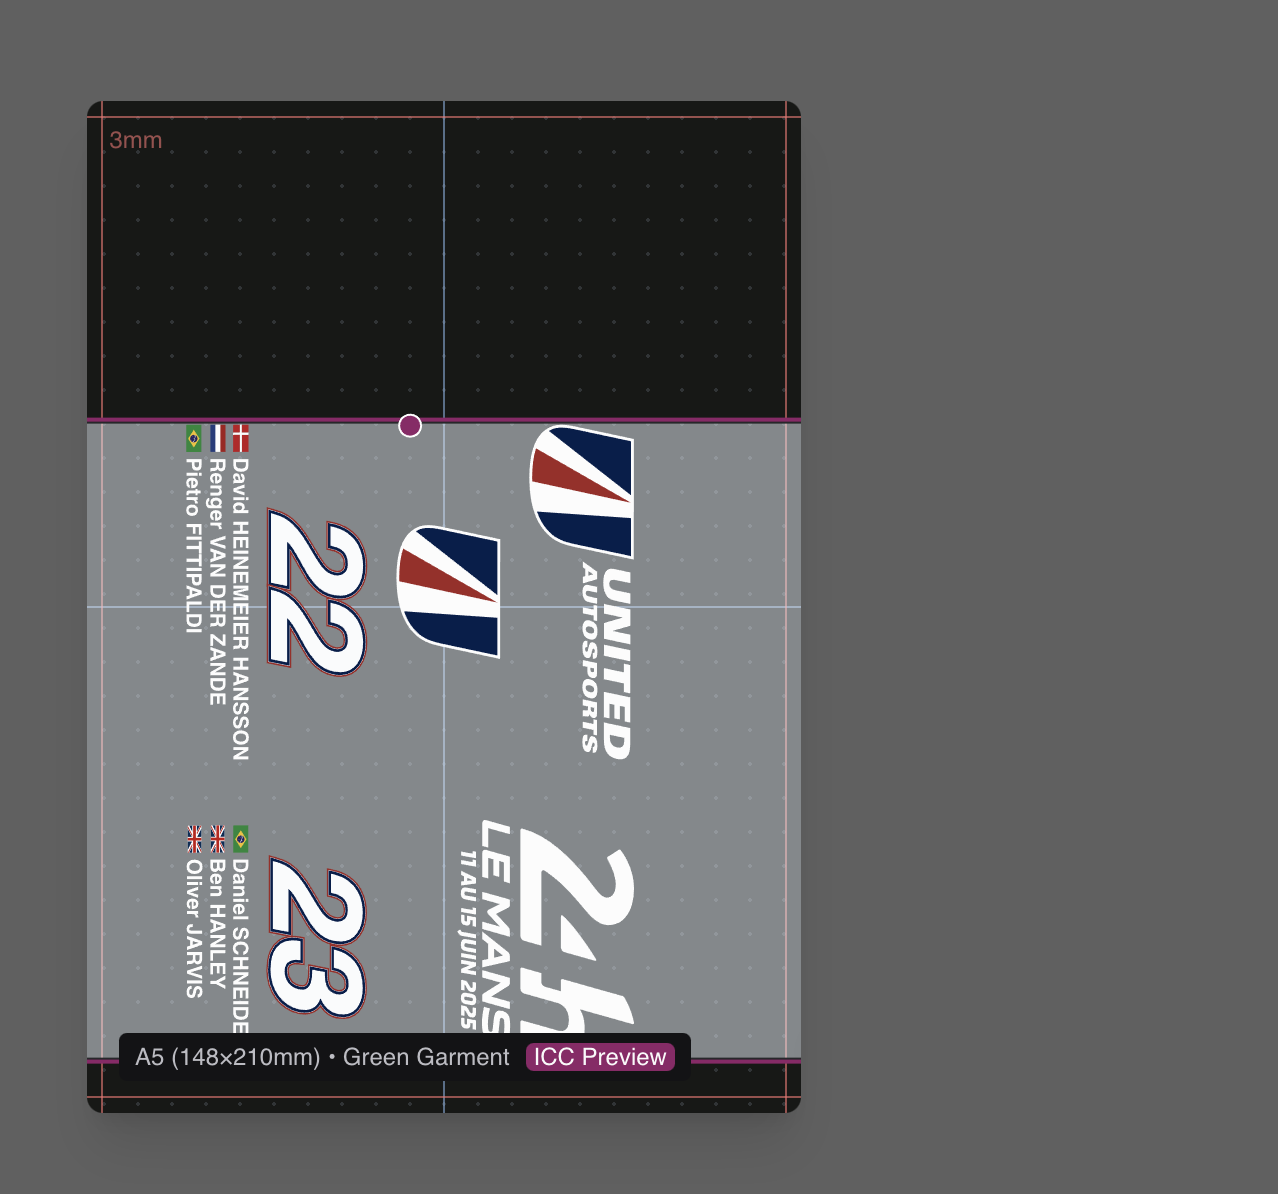 3mm
UNITED
AUTOSPORTS
24h
LE MANS
11 AU 15 JUIN 2025
22
David HEINEMEIER HANSSON
Renger VAN DER ZANDE
Pietro FITTIPALDI
23
Daniel SCHNEIDE
Ben HANLEY
Oliver JARVIS
A5 (148×210mm) • Green Garment ICC Preview